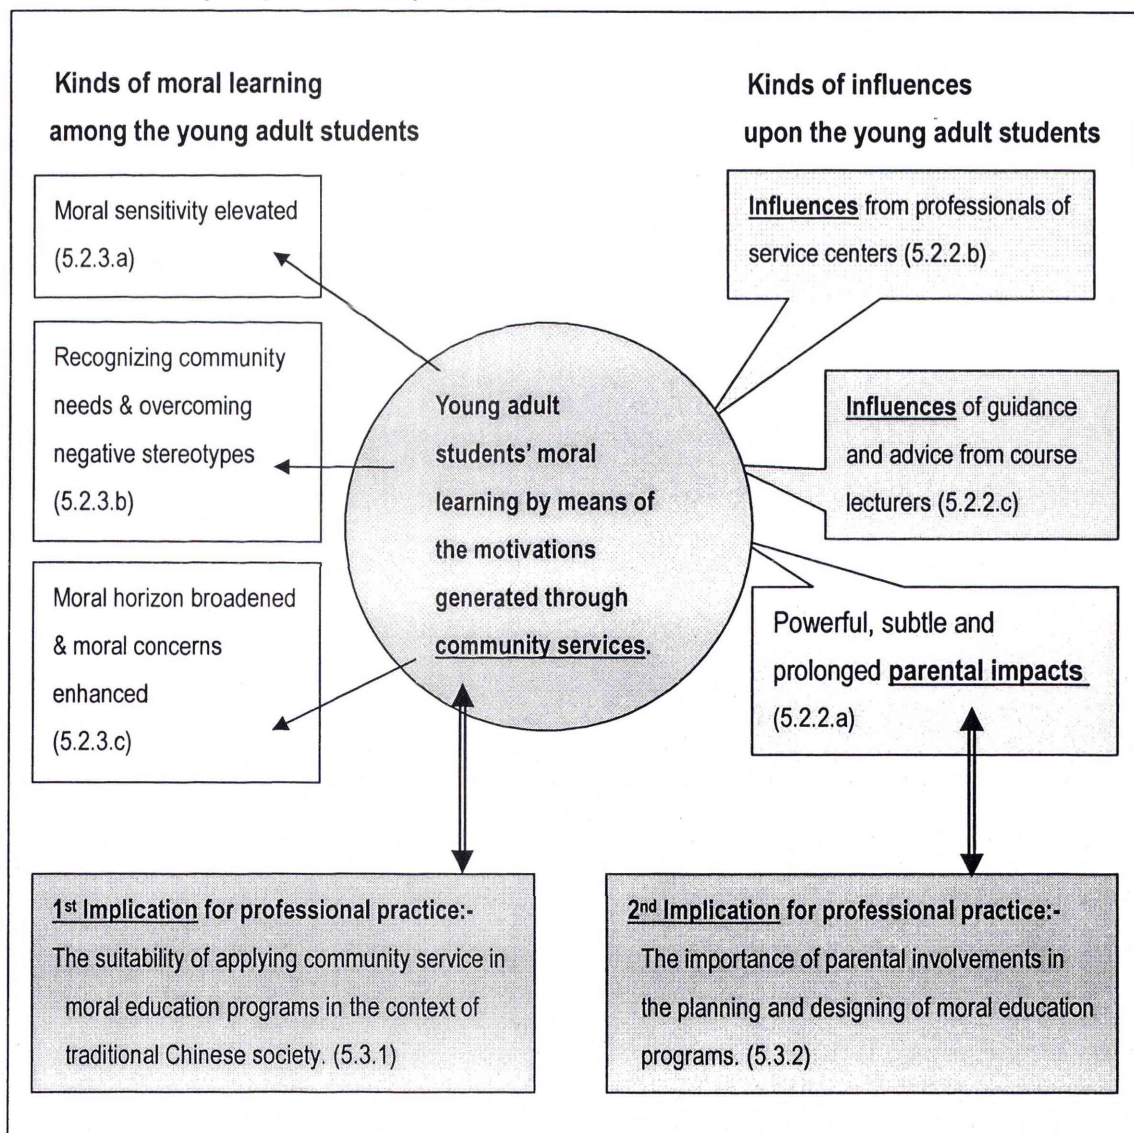 Kinds of moral learning
among the young adult students
Moral sensitivity elevated
(5.2.3.a)
Recognizing community
needs & overcoming
negative stereotypes
(5.2.3.b)
Moral horizon broadened
& moral concerns
enhanced
(5.2.3.c)
Young adult
students’ moral
learning by means of
the motivations
generated through
community services.
Kinds of influences
upon the young adult students
Influences from professionals of
service centers (5.2.2.b)
Influences of guidance
and advice from course
lecturers (5.2.2.c)
Powerful, subtle and
prolonged parental impacts
(5.2.2.a)
1st Implication for professional practice:-
The suitability of applying community service in
moral education programs in the context of
traditional Chinese society. (5.3.1)
2nd Implication for professional practice:-
The importance of parental involvements in
the planning and designing of moral education
programs. (5.3.2)